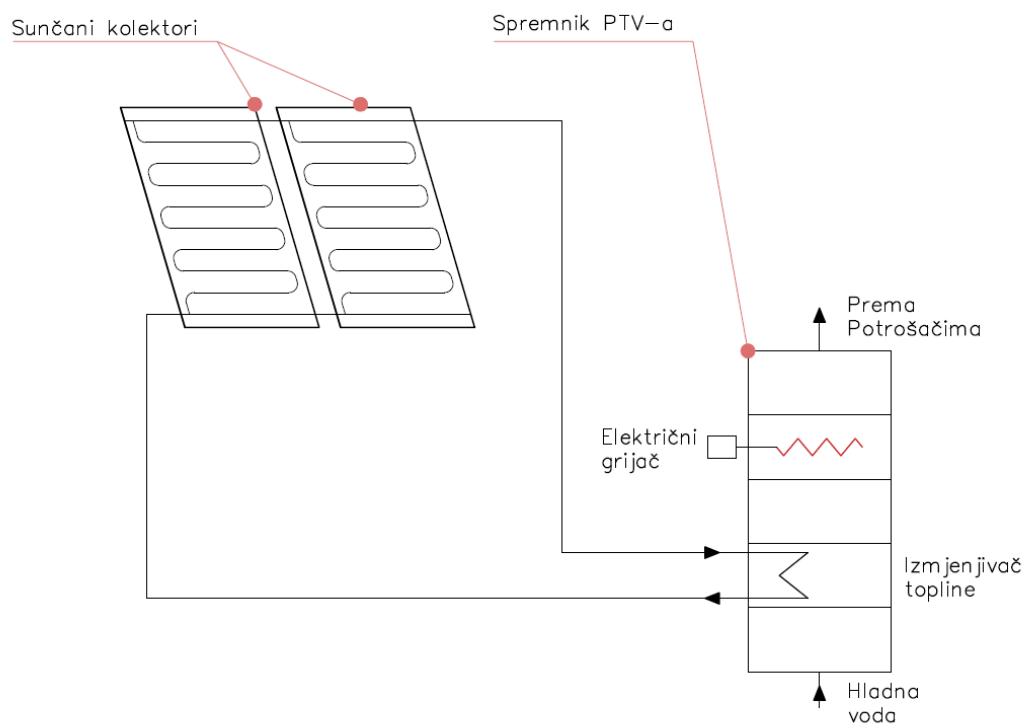 Sunčani kolektori
Spremnik PTV-a
Prema
Potrošačima
Električni
grijač
Izmjenjivač
topline
Hladna
voda